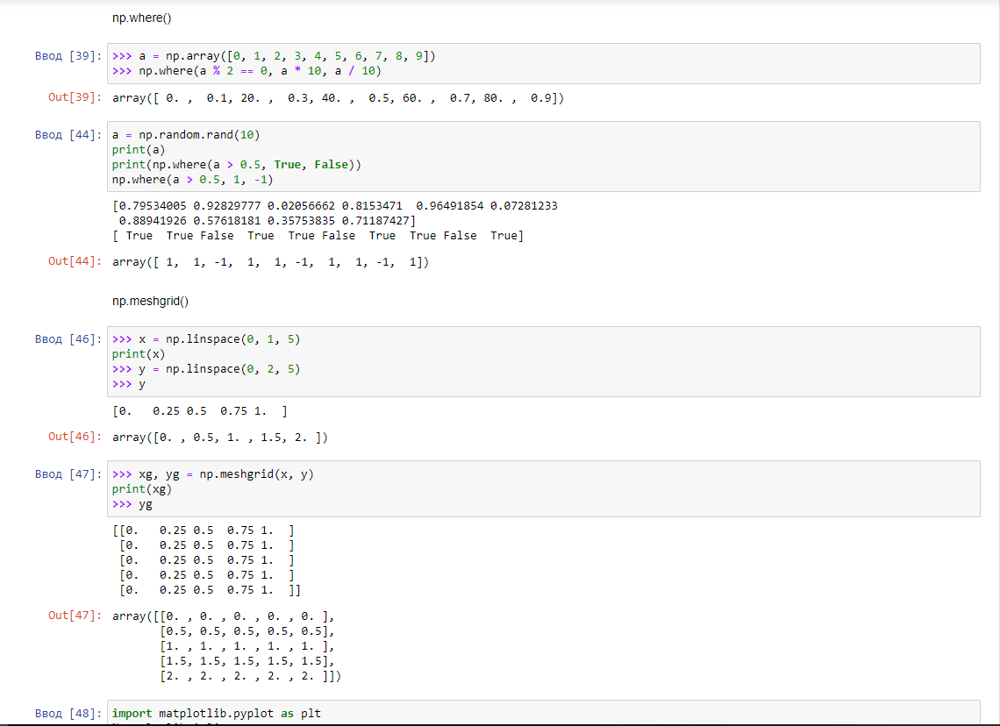 np.where()
Ввод [39]: >>> a = np.array([0, 1, 2, 3, 4, 5, 6, 7, 8, 9])
>>> np.where(a % 2 == 0, a * 10, a / 10)
Out[39]: array([ 0. ,  0.1, 20. ,  0.3, 40. ,  0.5, 60. ,  0.7, 80. ,  0.9])
Ввод [44]: a = np.random.rand(10)
print(a)
print(np.where(a > 0.5, True, False))
np.where(a > 0.5, 1, -1)
[0.79534005 0.92829777 0.02056662 0.8153471  0.96491854 0.07281233
 0.88941926 0.57618181 0.35753835 0.71187427]
[ True  True False  True  True False  True  True False  True]
Out[44]: array([ 1,  1, -1,  1,  1, -1,  1,  1, -1,  1])
np.meshgrid()
Ввод [46]: >>> x = np.linspace(0, 1, 5)
print(x)
>>> y = np.linspace(0, 2, 5)
>>> y
[0.   0.25 0.5  0.75 1.  ]
Out[46]: array([0. , 0.5, 1. , 1.5, 2. ])
Ввод [47]: >>> xg, yg = np.meshgrid(x, y)
print(xg)
>>> yg
[[0.   0.25 0.5  0.75 1.  ]
 [0.   0.25 0.5  0.75 1.  ]
 [0.   0.25 0.5  0.75 1.  ]
 [0.   0.25 0.5  0.75 1.  ]
 [0.   0.25 0.5  0.75 1.  ]]
Out[47]: array([[0. , 0. , 0. , 0. , 0. ],
       [0.5, 0.5, 0.5, 0.5, 0.5],
       [1. , 1. , 1. , 1. , 1. ],
       [1.5, 1.5, 1.5, 1.5, 1.5],
       [2. , 2. , 2. , 2. , 2. ]])
Ввод [48]: import matplotlib.pyplot as plt